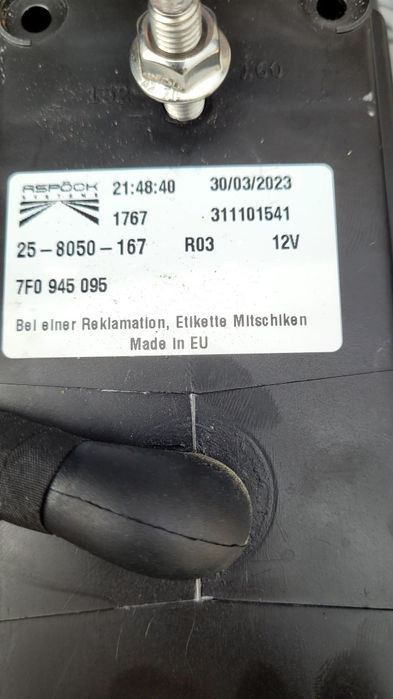 ASPÖCK 21:48:40 30/03/2023
SYSTEMS 1767 311101541
25-8050-167 R03 12V
7F0 945 095
Bei einer Reklamation, Etikette Mitschiken
Made in EU